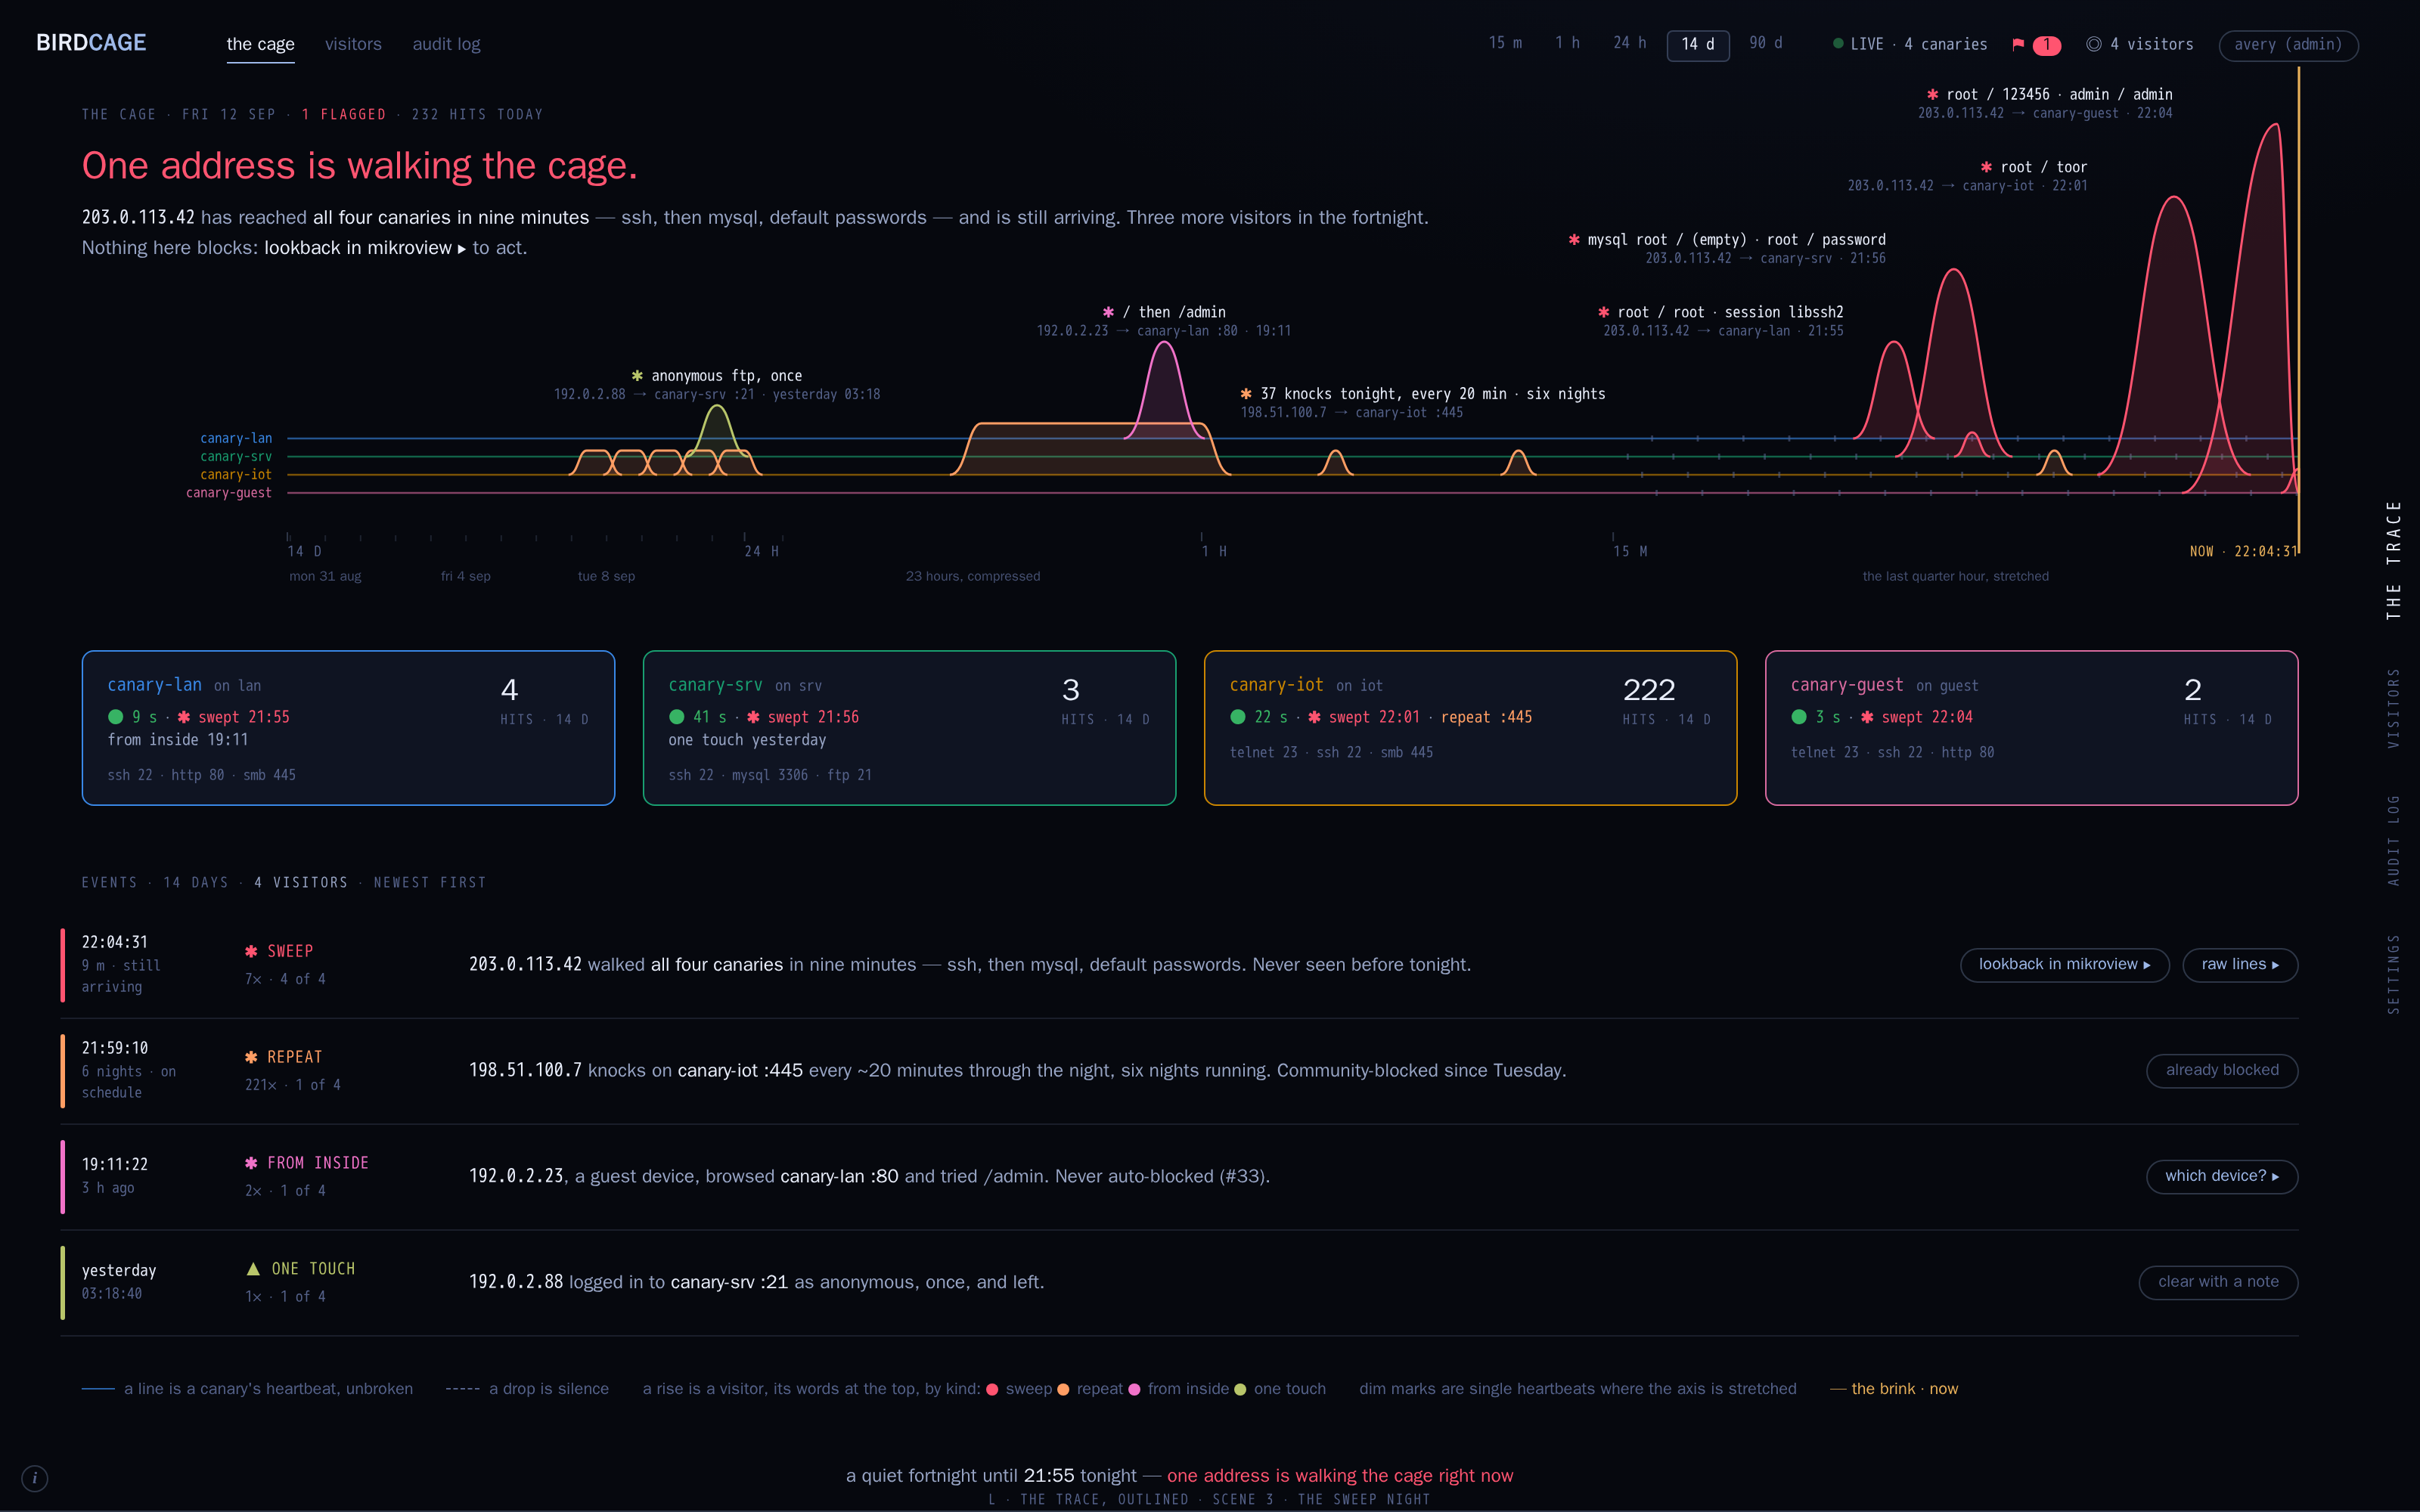 BIRDCAGE
the cage visitors audit log
15 m 1 h 24 h 14 d 90 d
LIVE · 4 canaries 1 4 visitors avery (admin)
THE CAGE · FRI 12 SEP · 1 FLAGGED · 232 HITS TODAY
One address is walking the cage.
203.0.113.42 has reached all four canaries in nine minutes — ssh, then mysql, default passwords — and is still arriving. Three more visitors in the fortnight.
Nothing here blocks: lookback in mikroview ▸ to act.
✱ root / 123456 · admin / admin
203.0.113.42 → canary-guest · 22:04
✱ root / toor
203.0.113.42 → canary-iot · 22:01
✱ mysql root / (empty) · root / password
203.0.113.42 → canary-srv · 21:56
✱ root / root · session libssh2
203.0.113.42 → canary-lan · 21:55
✱ / then /admin
192.0.2.23 → canary-lan :80 · 19:11
✱ anonymous ftp, once
192.0.2.88 → canary-srv :21 · yesterday 03:18
✱ 37 knocks tonight, every 20 min · six nights
198.51.100.7 → canary-iot :445
canary-lan
canary-srv
canary-iot
canary-guest
14 D 24 H 1 H 15 M NOW · 22:04:31
mon 31 aug fri 4 sep tue 8 sep 23 hours, compressed the last quarter hour, stretched
THE TRACE
VISITORS
AUDIT LOG
SETTINGS
canary-lan on lan
4
HITS · 14 D
9 s · ✱ swept 21:55
from inside 19:11
ssh 22 · http 80 · smb 445
canary-srv on srv
3
HITS · 14 D
41 s · ✱ swept 21:56
one touch yesterday
ssh 22 · mysql 3306 · ftp 21
canary-iot on iot
222
HITS · 14 D
22 s · ✱ swept 22:01 · repeat :445
telnet 23 · ssh 22 · smb 445
canary-guest on guest
2
HITS · 14 D
3 s · ✱ swept 22:04
telnet 23 · ssh 22 · http 80
EVENTS · 14 DAYS · 4 VISITORS · NEWEST FIRST
22:04:31
9 m · still
arriving
✱ SWEEP
7× · 4 of 4
203.0.113.42 walked all four canaries in nine minutes — ssh, then mysql, default passwords. Never seen before tonight.
lookback in mikroview ▸ raw lines ▸
21:59:10
6 nights · on
schedule
✱ REPEAT
221× · 1 of 4
198.51.100.7 knocks on canary-iot :445 every ~20 minutes through the night, six nights running. Community-blocked since Tuesday.
already blocked
19:11:22
3 h ago
✱ FROM INSIDE
2× · 1 of 4
192.0.2.23, a guest device, browsed canary-lan :80 and tried /admin. Never auto-blocked (#33).
which device? ▸
yesterday
03:18:40
▲ ONE TOUCH
1× · 1 of 4
192.0.2.88 logged in to canary-srv :21 as anonymous, once, and left.
clear with a note
a line is a canary's heartbeat, unbroken a drop is silence a rise is a visitor, its words at the top, by kind: sweep repeat from inside one touch dim marks are single heartbeats where the axis is stretched — the brink · now
i
a quiet fortnight until 21:55 tonight — one address is walking the cage right now
L · THE TRACE, OUTLINED · SCENE 3 · THE SWEEP NIGHT